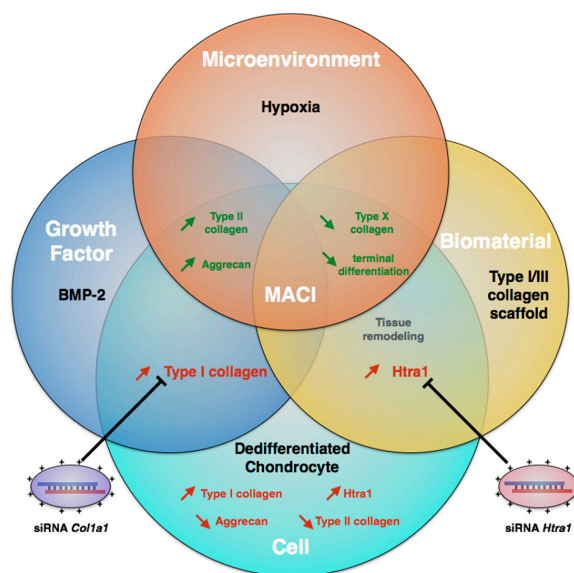 Microenvironment
Hypoxia
Growth
Factor
BMP-2
Type II
collagen
Aggrecan
Type X
collagen
terminal
differentiation
MACI
Biomaterial
Type I/III
collagen
scaffold
Tissue
remodeling
Type I collagen
Htra1
Dedifferentiated
Chondrocyte
Type I collagen
Htra1
Aggrecan
Type II collagen
Cell
siRNA Col1a1
siRNA Htra1